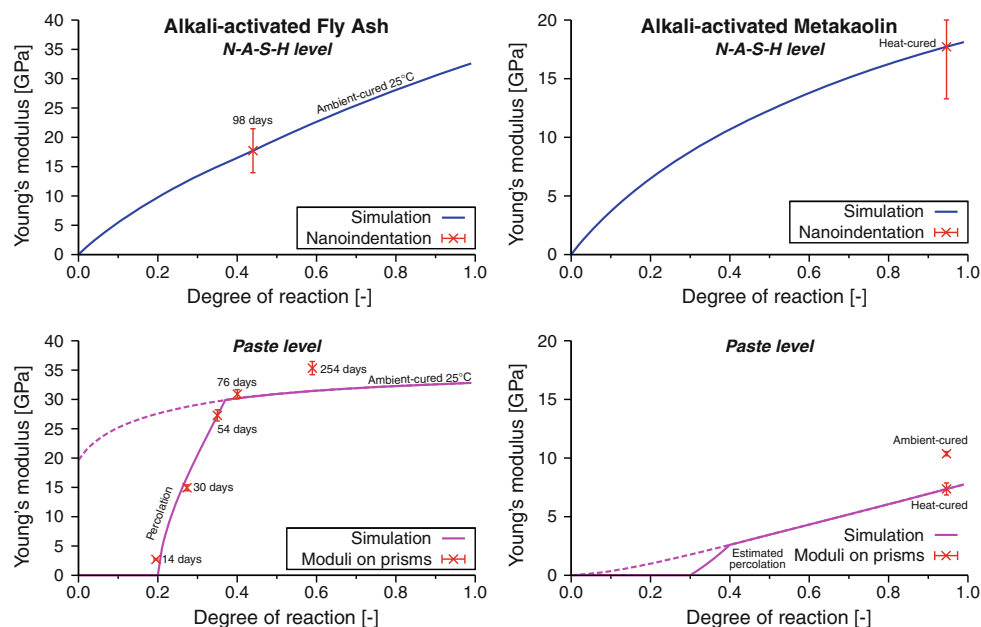 Alkali-activated Fly Ash
N-A-S-H level
Young's modulus [GPa]
40
35
30
25
20
15
10
5
0
98 days
Ambient-cured 25°C
Simulation
Nanoindentation
0.0 0.2 0.4 0.6 0.8 1.0
Degree of reaction [-]
Alkali-activated Metakaolin
N-A-S-H level
Young's modulus [GPa]
20
15
10
5
0
Heat-cured
Simulation
Nanoindentation
0.0 0.2 0.4 0.6 0.8 1.0
Degree of reaction [-]
Paste level
Young's modulus [GPa]
40
35
30
25
20
15
10
5
0
254 days
76 days
Ambient-cured 25°C
54 days
30 days
Percolation
14 days
Simulation
Moduli on prisms
0.0 0.2 0.4 0.6 0.8 1.0
Degree of reaction [-]
Paste level
Young's modulus [GPa]
20
15
10
5
0
Ambient-cured
Heat-cured
Estimated
percolation
Simulation
Moduli on prisms
0.0 0.2 0.4 0.6 0.8 1.0
Degree of reaction [-]